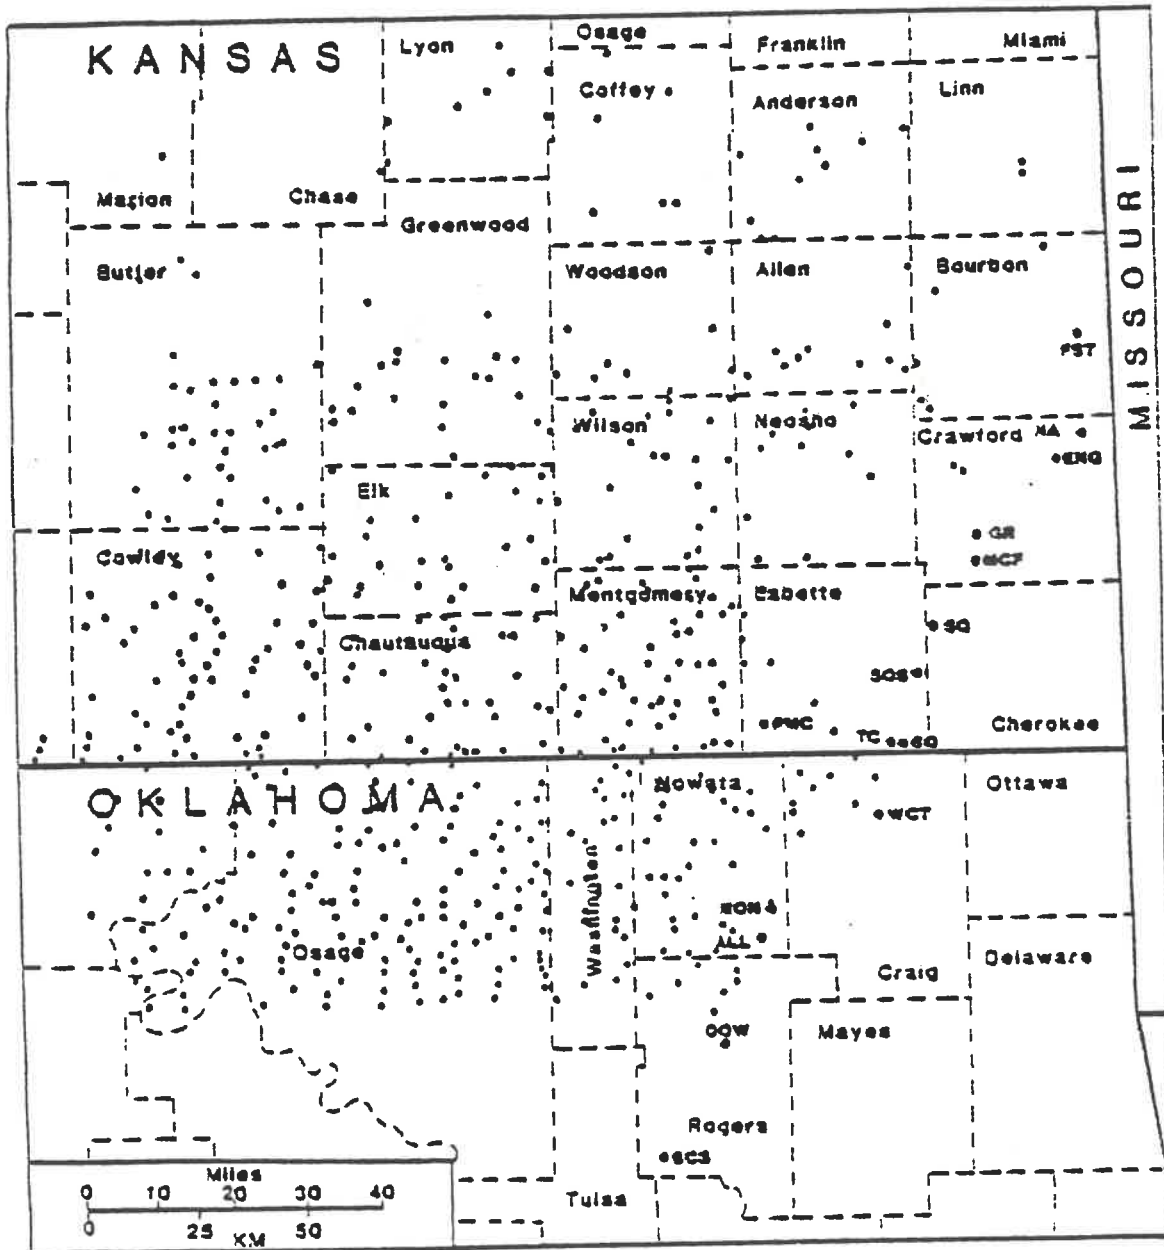 KANSAS
Lyon
Osage
Franklin
Miami
Coffey
Anderson
Linn
Marion
Chase
Greenwood
Butler
Woodson
Allen
Bourbon
MISSOURI
FST
Wilson
Neosho
Crawford
NA
ENG
Elk
GR
MCF
Cowley
Montgomery
Labette
Chautauqua
SQ
SOS
PMC
TC
Cherokee
OKLAHOMA
Nowata
Ottawa
WCT
Washington
Osage
ALL
Craig
Delaware
OOW
Mayes
Rogers
SCS
Tulsa
Miles
0 10 20 30 40
0 25 50
KM